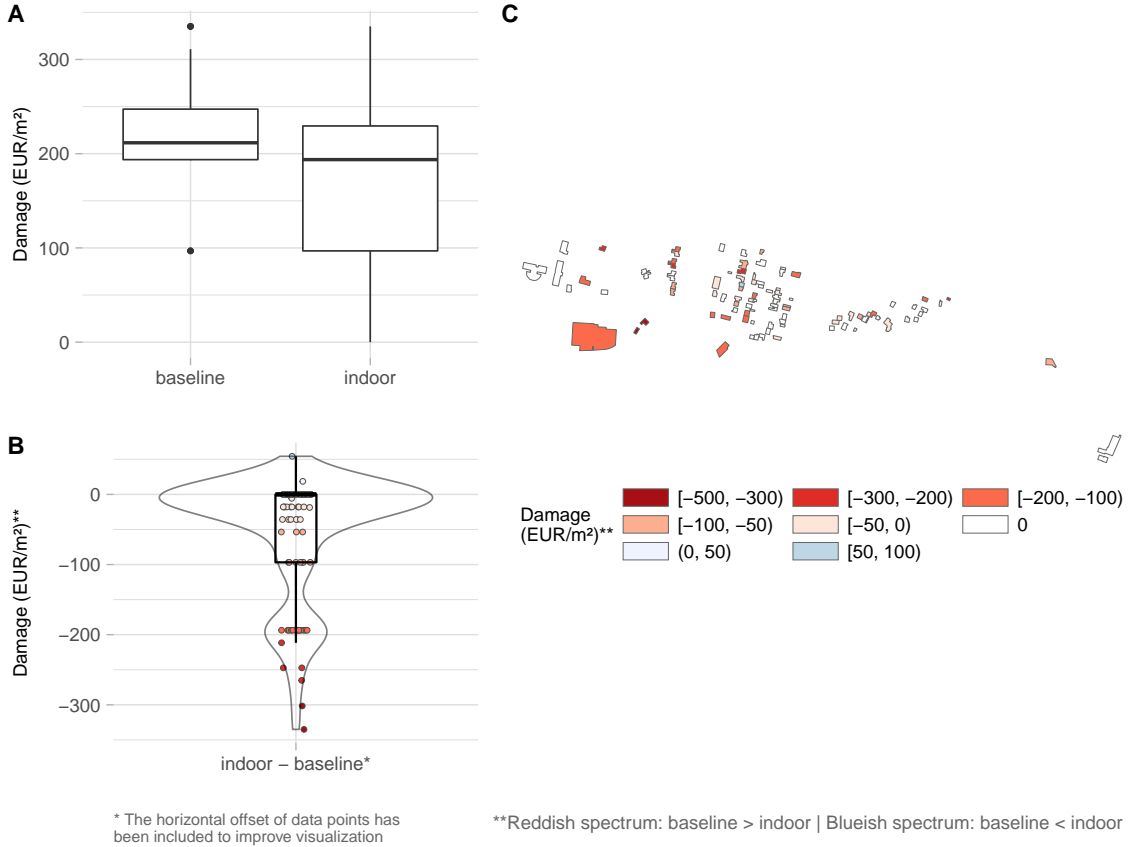 A
Damage (EUR/m²)
300
200
100
0
baseline
indoor
B
Damage (EUR/m²)**
0
−100
−200
−300
indoor − baseline*
* The horizontal offset of data points has
been included to improve visualization
C
Damage
(EUR/m²)**
[−500, −300)
[−300, −200)
[−200, −100)
[−100, −50)
[−50, 0)
0
(0, 50)
[50, 100)
**Reddish spectrum: baseline > indoor | Blueish spectrum: baseline < indoor